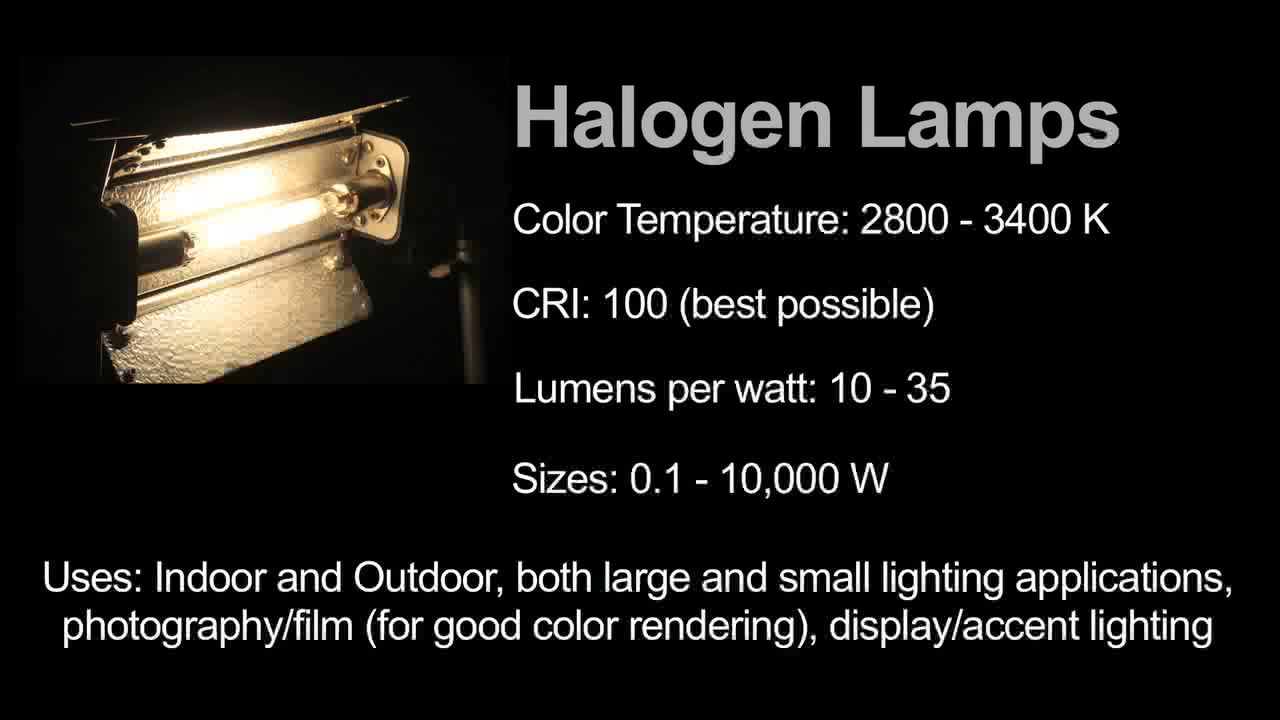 Halogen Lamps
Color Temperature: 2800 - 3400 K
CRI: 100 (best possible)
Lumens per watt: 10 - 35
Sizes: 0.1 - 10,000 W
Uses: Indoor and Outdoor, both large and small lighting applications,
photography/film (for good color rendering), display/accent lighting